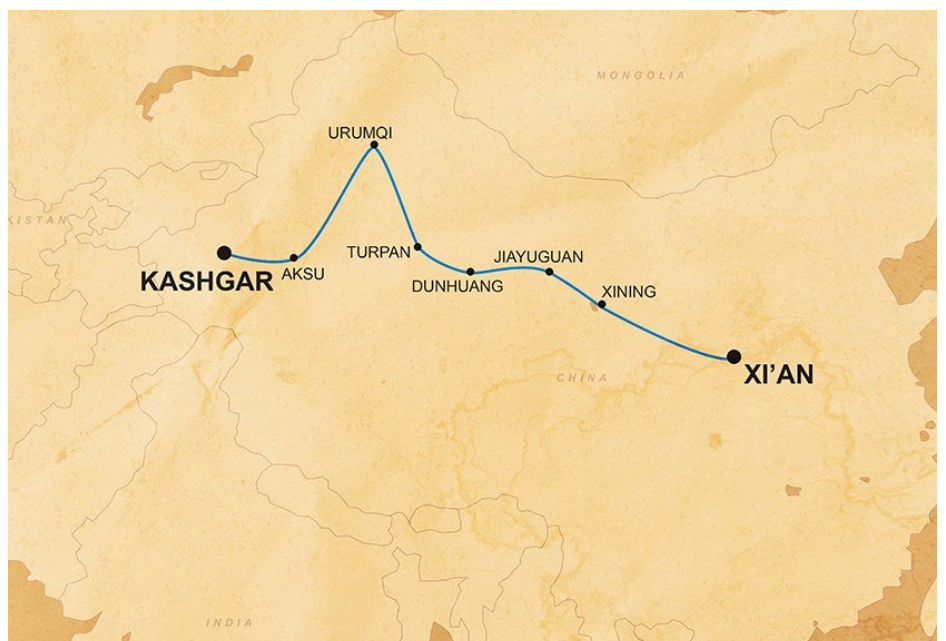 MONGOLIA
URUMQI
KISTAN
TURPAN
JIAYUGUAN
KASHGAR
AKSU
DUNHUANG
XINING
XI'AN
CHINA
INDIA